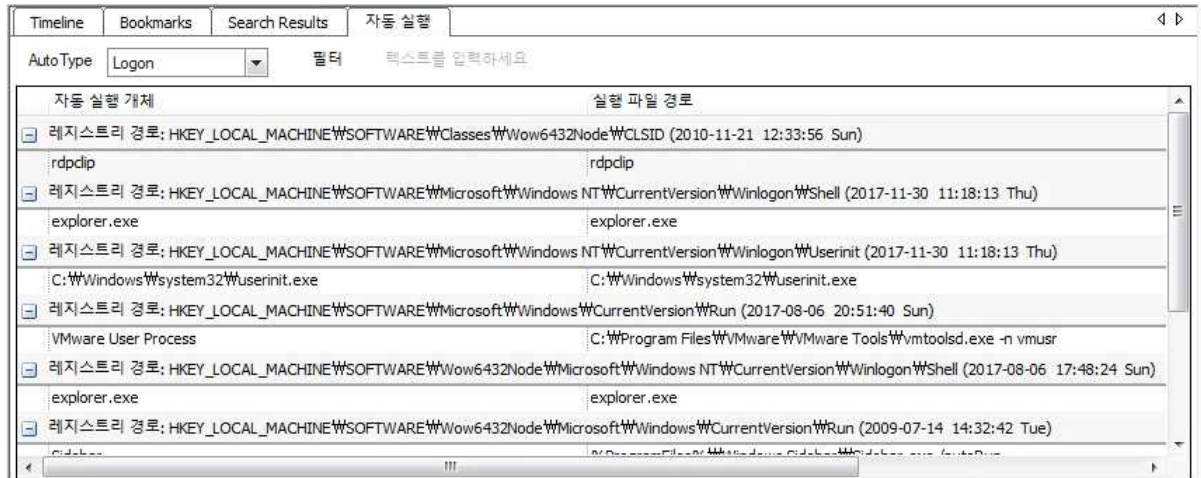 Timeline Bookmarks Search Results 자동 실행
AutoType Logon 필터 텍스트를 입력하세요
자동 실행 개체 실행 파일 경로
레지스트리 경로: HKEY_LOCAL_MACHINE₩SOFTWARE₩Classes₩Wow6432Node₩CLSID (2010-11-21 12:33:56 Sun)
rdpclip rdpclip
레지스트리 경로: HKEY_LOCAL_MACHINE₩SOFTWARE₩Microsoft₩Windows NT₩CurrentVersion₩Winlogon₩Shell (2017-11-30 11:18:13 Thu)
explorer.exe explorer.exe
레지스트리 경로: HKEY_LOCAL_MACHINE₩SOFTWARE₩Microsoft₩Windows NT₩CurrentVersion₩Winlogon₩Userinit (2017-11-30 11:18:13 Thu)
C:₩Windows₩system32₩userinit.exe C:₩Windows₩system32₩userinit.exe
레지스트리 경로: HKEY_LOCAL_MACHINE₩SOFTWARE₩Microsoft₩Windows₩CurrentVersion₩Run (2017-08-06 20:51:40 Sun)
VMware User Process C:₩Program Files₩VMware₩VMware Tools₩vmtoolsd.exe -n vmusr
레지스트리 경로: HKEY_LOCAL_MACHINE₩SOFTWARE₩Wow6432Node₩Microsoft₩Windows NT₩CurrentVersion₩Winlogon₩Shell (2017-08-06 17:48:24 Sun)
explorer.exe explorer.exe
레지스트리 경로: HKEY_LOCAL_MACHINE₩SOFTWARE₩Wow6432Node₩Microsoft₩Windows₩CurrentVersion₩Run (2009-07-14 14:32:42 Tue)
Sidebar %ProgramFiles%₩Windows Sidebar₩Sidebar.exe /autoRun